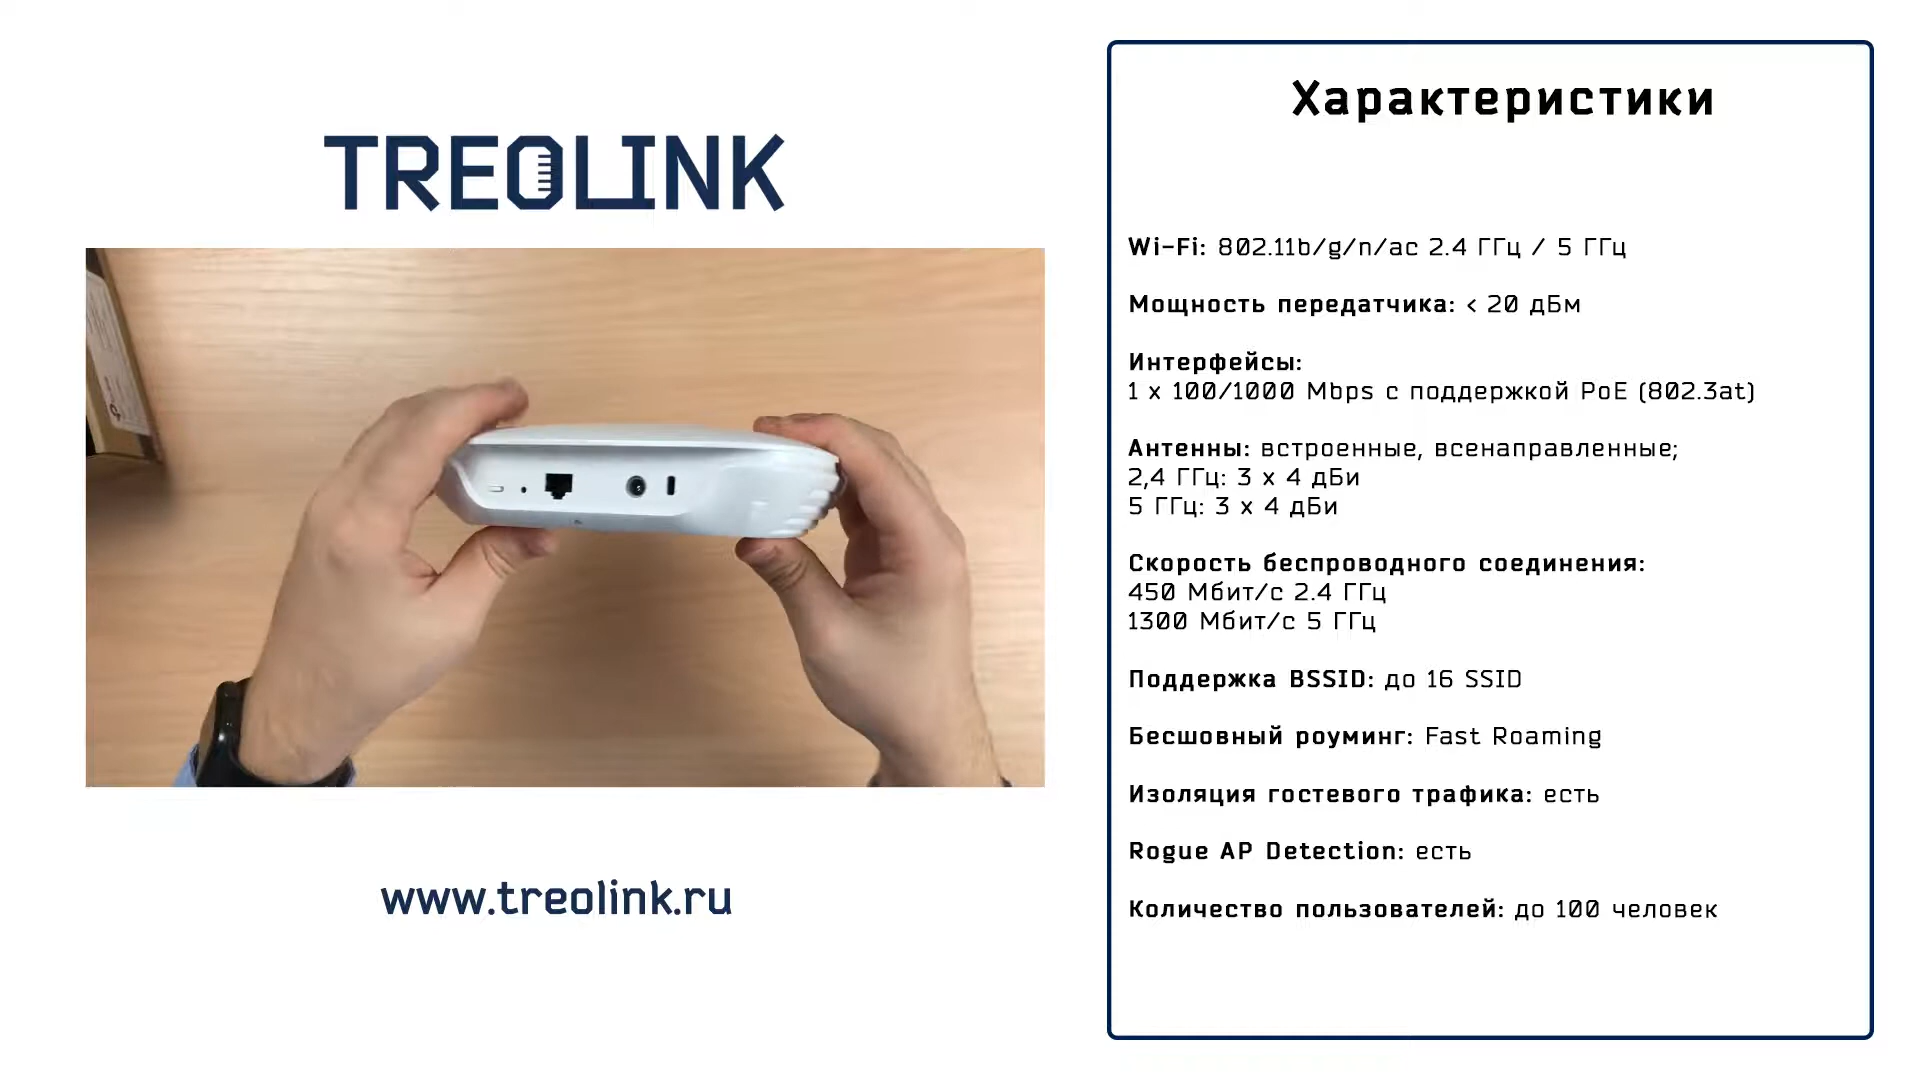 TREOLINK
www.treolink.ru
Характеристики
Wi-Fi: 802.11b/g/n/ac 2.4 ГГц / 5 ГГц
Мощность передатчика: < 20 дБм
Интерфейсы:
1 x 100/1000 Mbps с поддержкой PoE (802.3at)
Антенны: встроенные, всенаправленные;
2,4 ГГц: 3 x 4 дБи
5 ГГц: 3 x 4 дБи
Скорость беспроводного соединения:
450 Мбит/с 2.4 ГГц
1300 Мбит/с 5 ГГц
Поддержка BSSID: до 16 SSID
Бесшовный роуминг: Fast Roaming
Изоляция гостевого трафика: есть
Rogue AP Detection: есть
Количество пользователей: до 100 человек